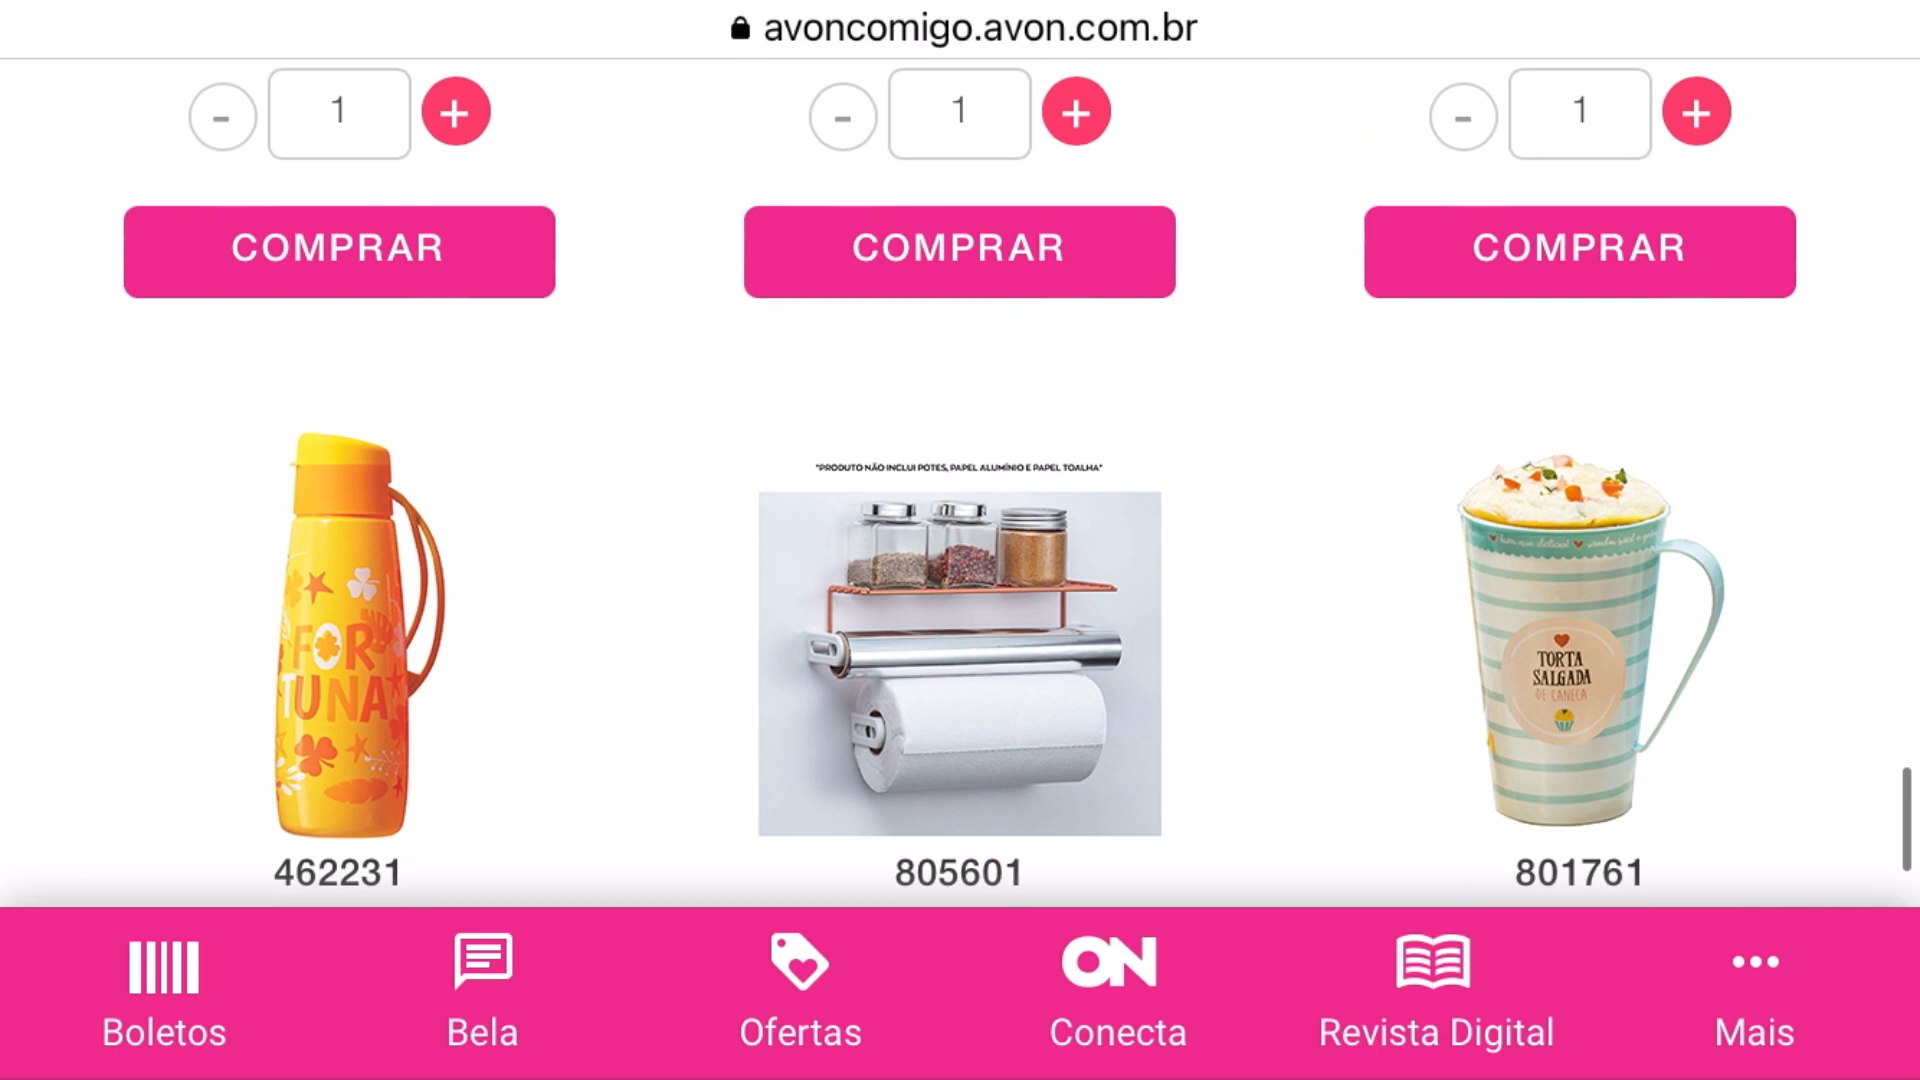 avoncomigo.avon.com.br
- 1 + - 1 + - 1 +
COMPRAR COMPRAR COMPRAR
*PRODUTO NÃO INCLUI POTES, PAPEL ALUMÍNIO E PAPEL TOALHA*
FOR
TUNA
TORTA
SALGADA
DE CANECA
462231 805601 801761
ON
Boletos Bela Ofertas Conecta Revista Digital Mais